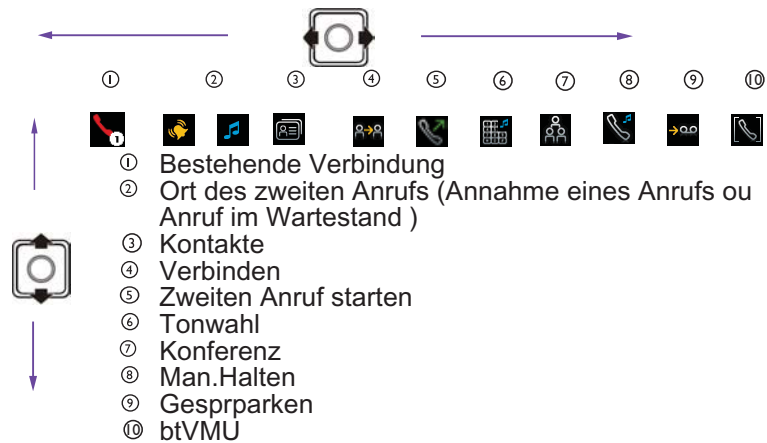 ① ② ③ ④ ⑤ ⑥ ⑦ ⑧ ⑨ ⑩
① Bestehende Verbindung
② Ort des zweiten Anrufs (Annahme eines Anrufs ou
Anruf im Wartestand )
③ Kontakte
④ Verbinden
⑤ Zweiten Anruf starten
⑥ Tonwahl
⑦ Konferenz
⑧ Man.Halten
⑨ Gesprparken
⑩ btVMU